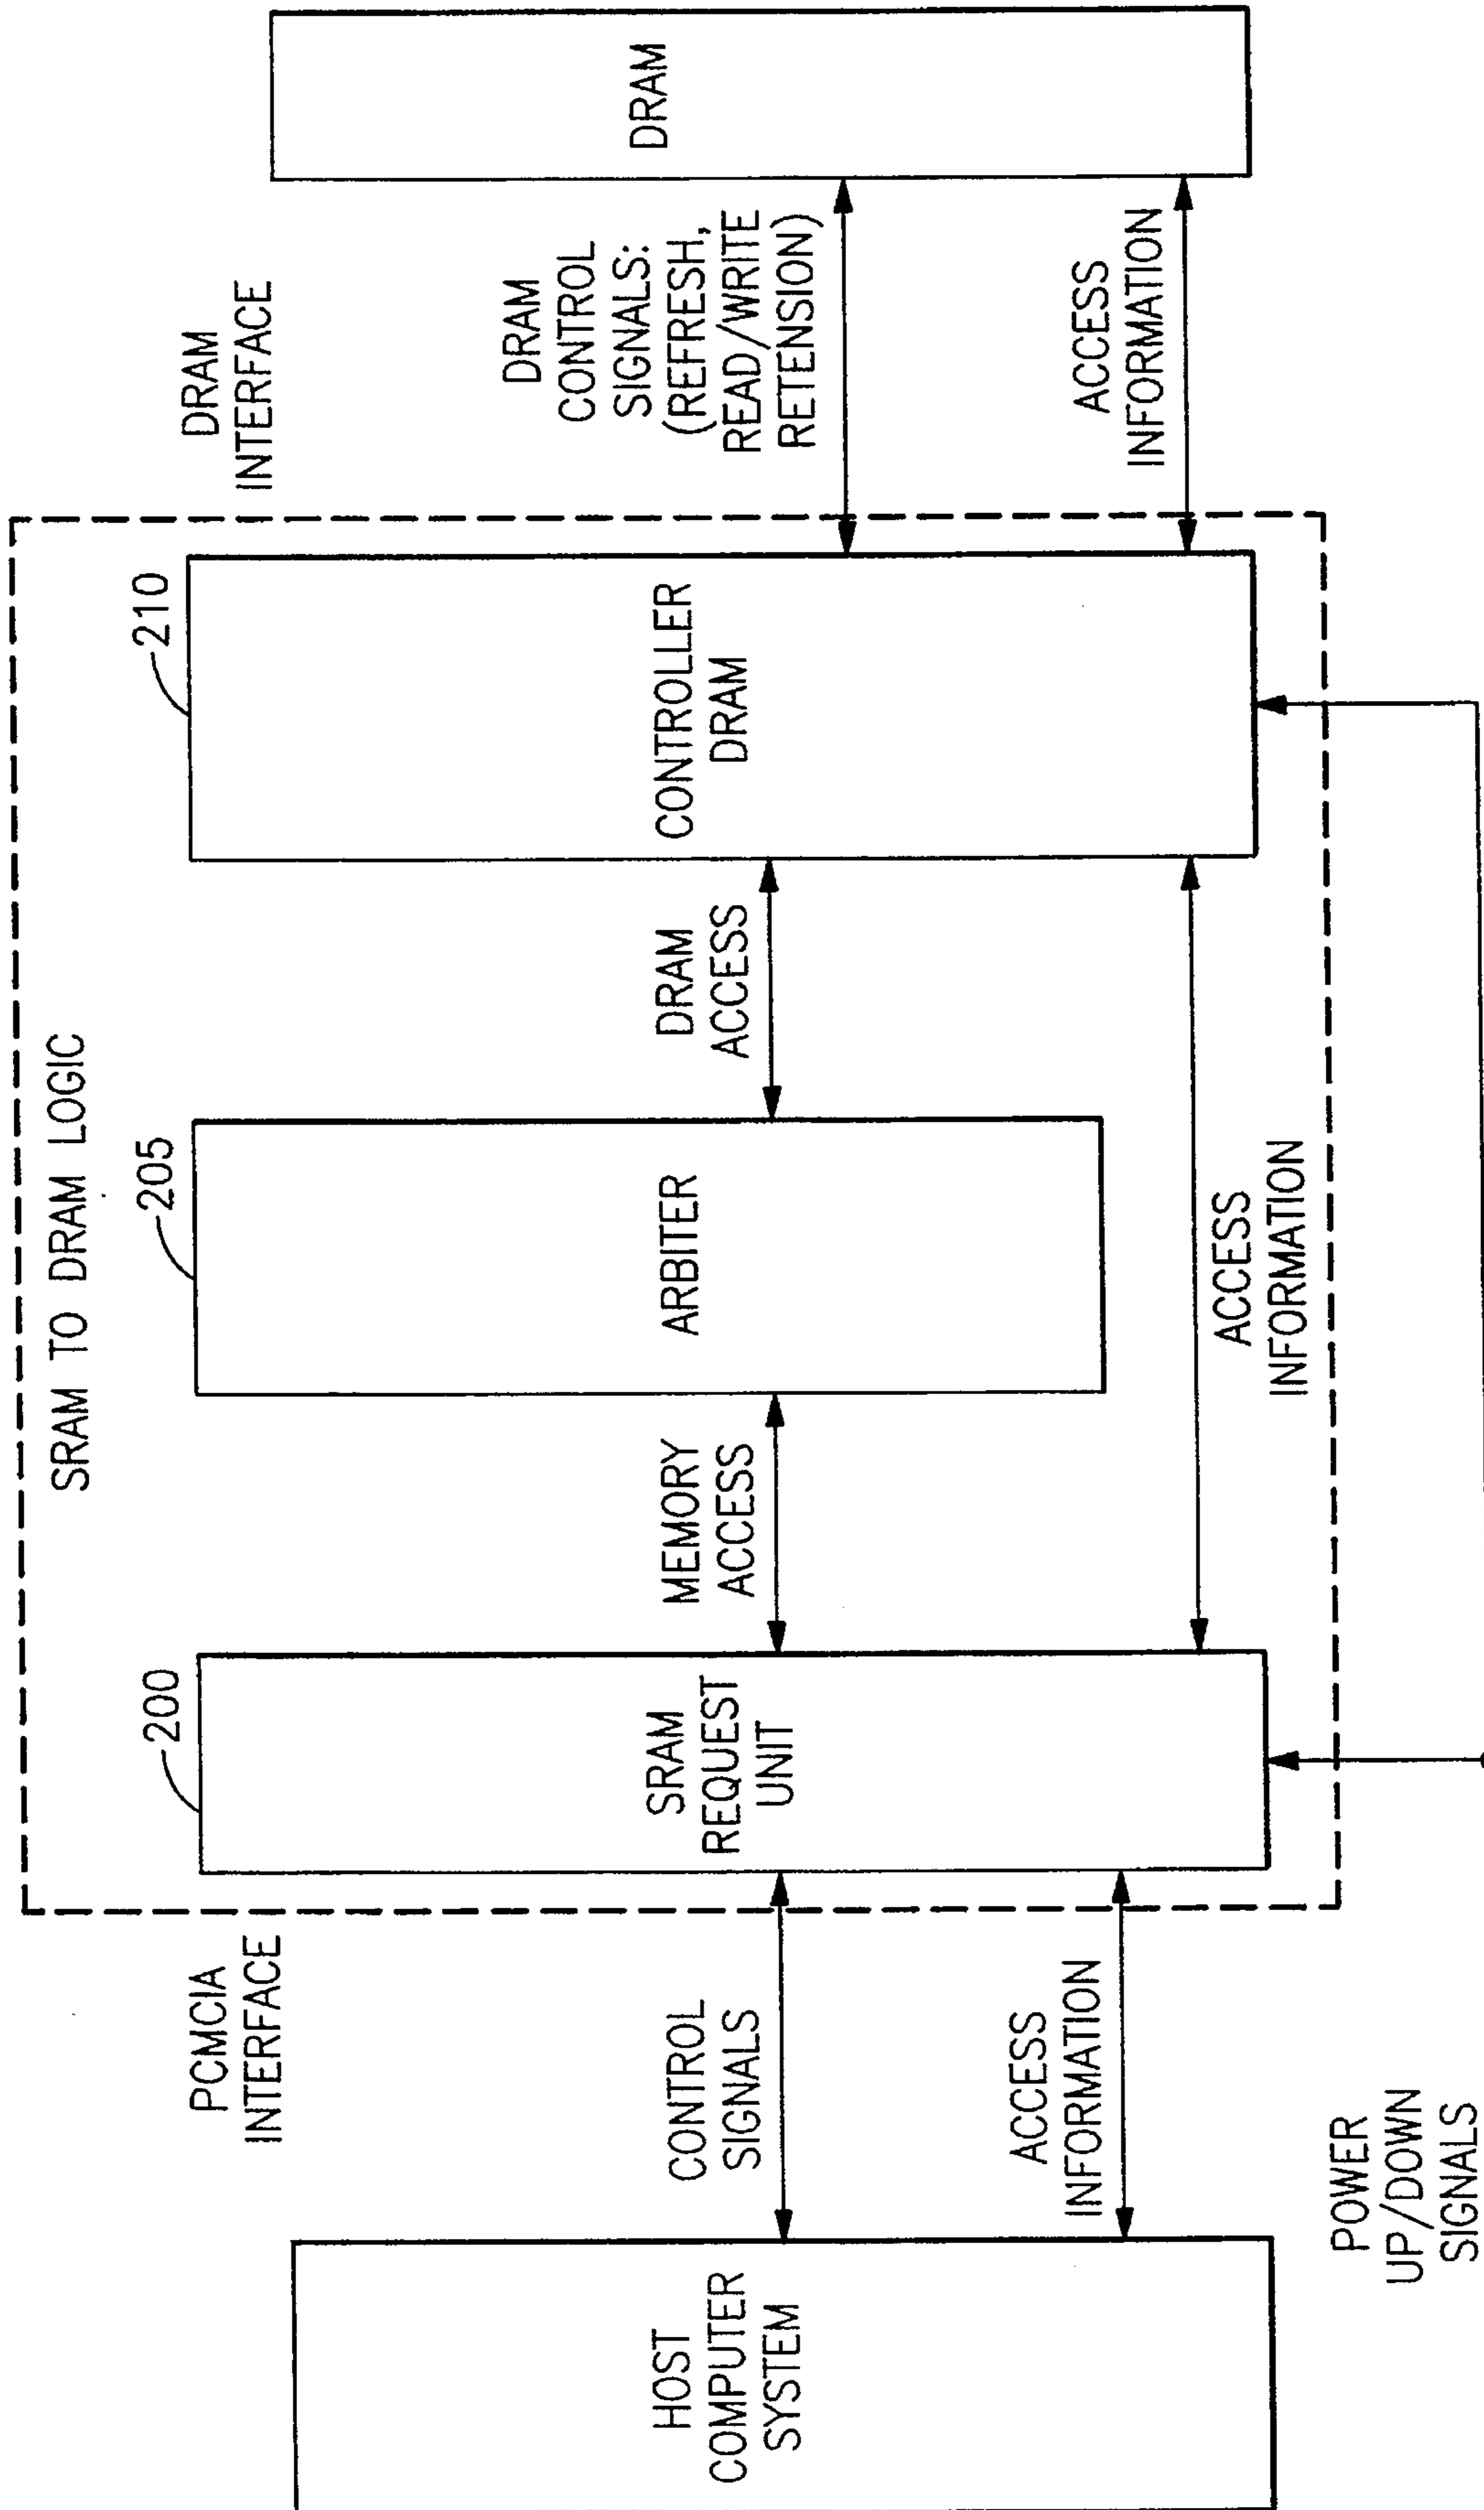 SRAM TO DRAM LOGIC
PCMCIA
INTERFACE
DRAM
INTERFACE
200
205
210
HOST
COMPUTER
SYSTEM
CONTROL
SIGNALS
ACCESS
INFORMATION
SRAM
REQUEST
UNIT
MEMORY
ACCESS
ARBITER
DRAM
ACCESS
CONTROLLER
DRAM
ACCESS
INFORMATION
DRAM
CONTROL
SIGNALS:
(REFRESH,
READ/WRITE
RETENSION)
ACCESS
INFORMATION
DRAM
POWER
UP/DOWN
SIGNALS